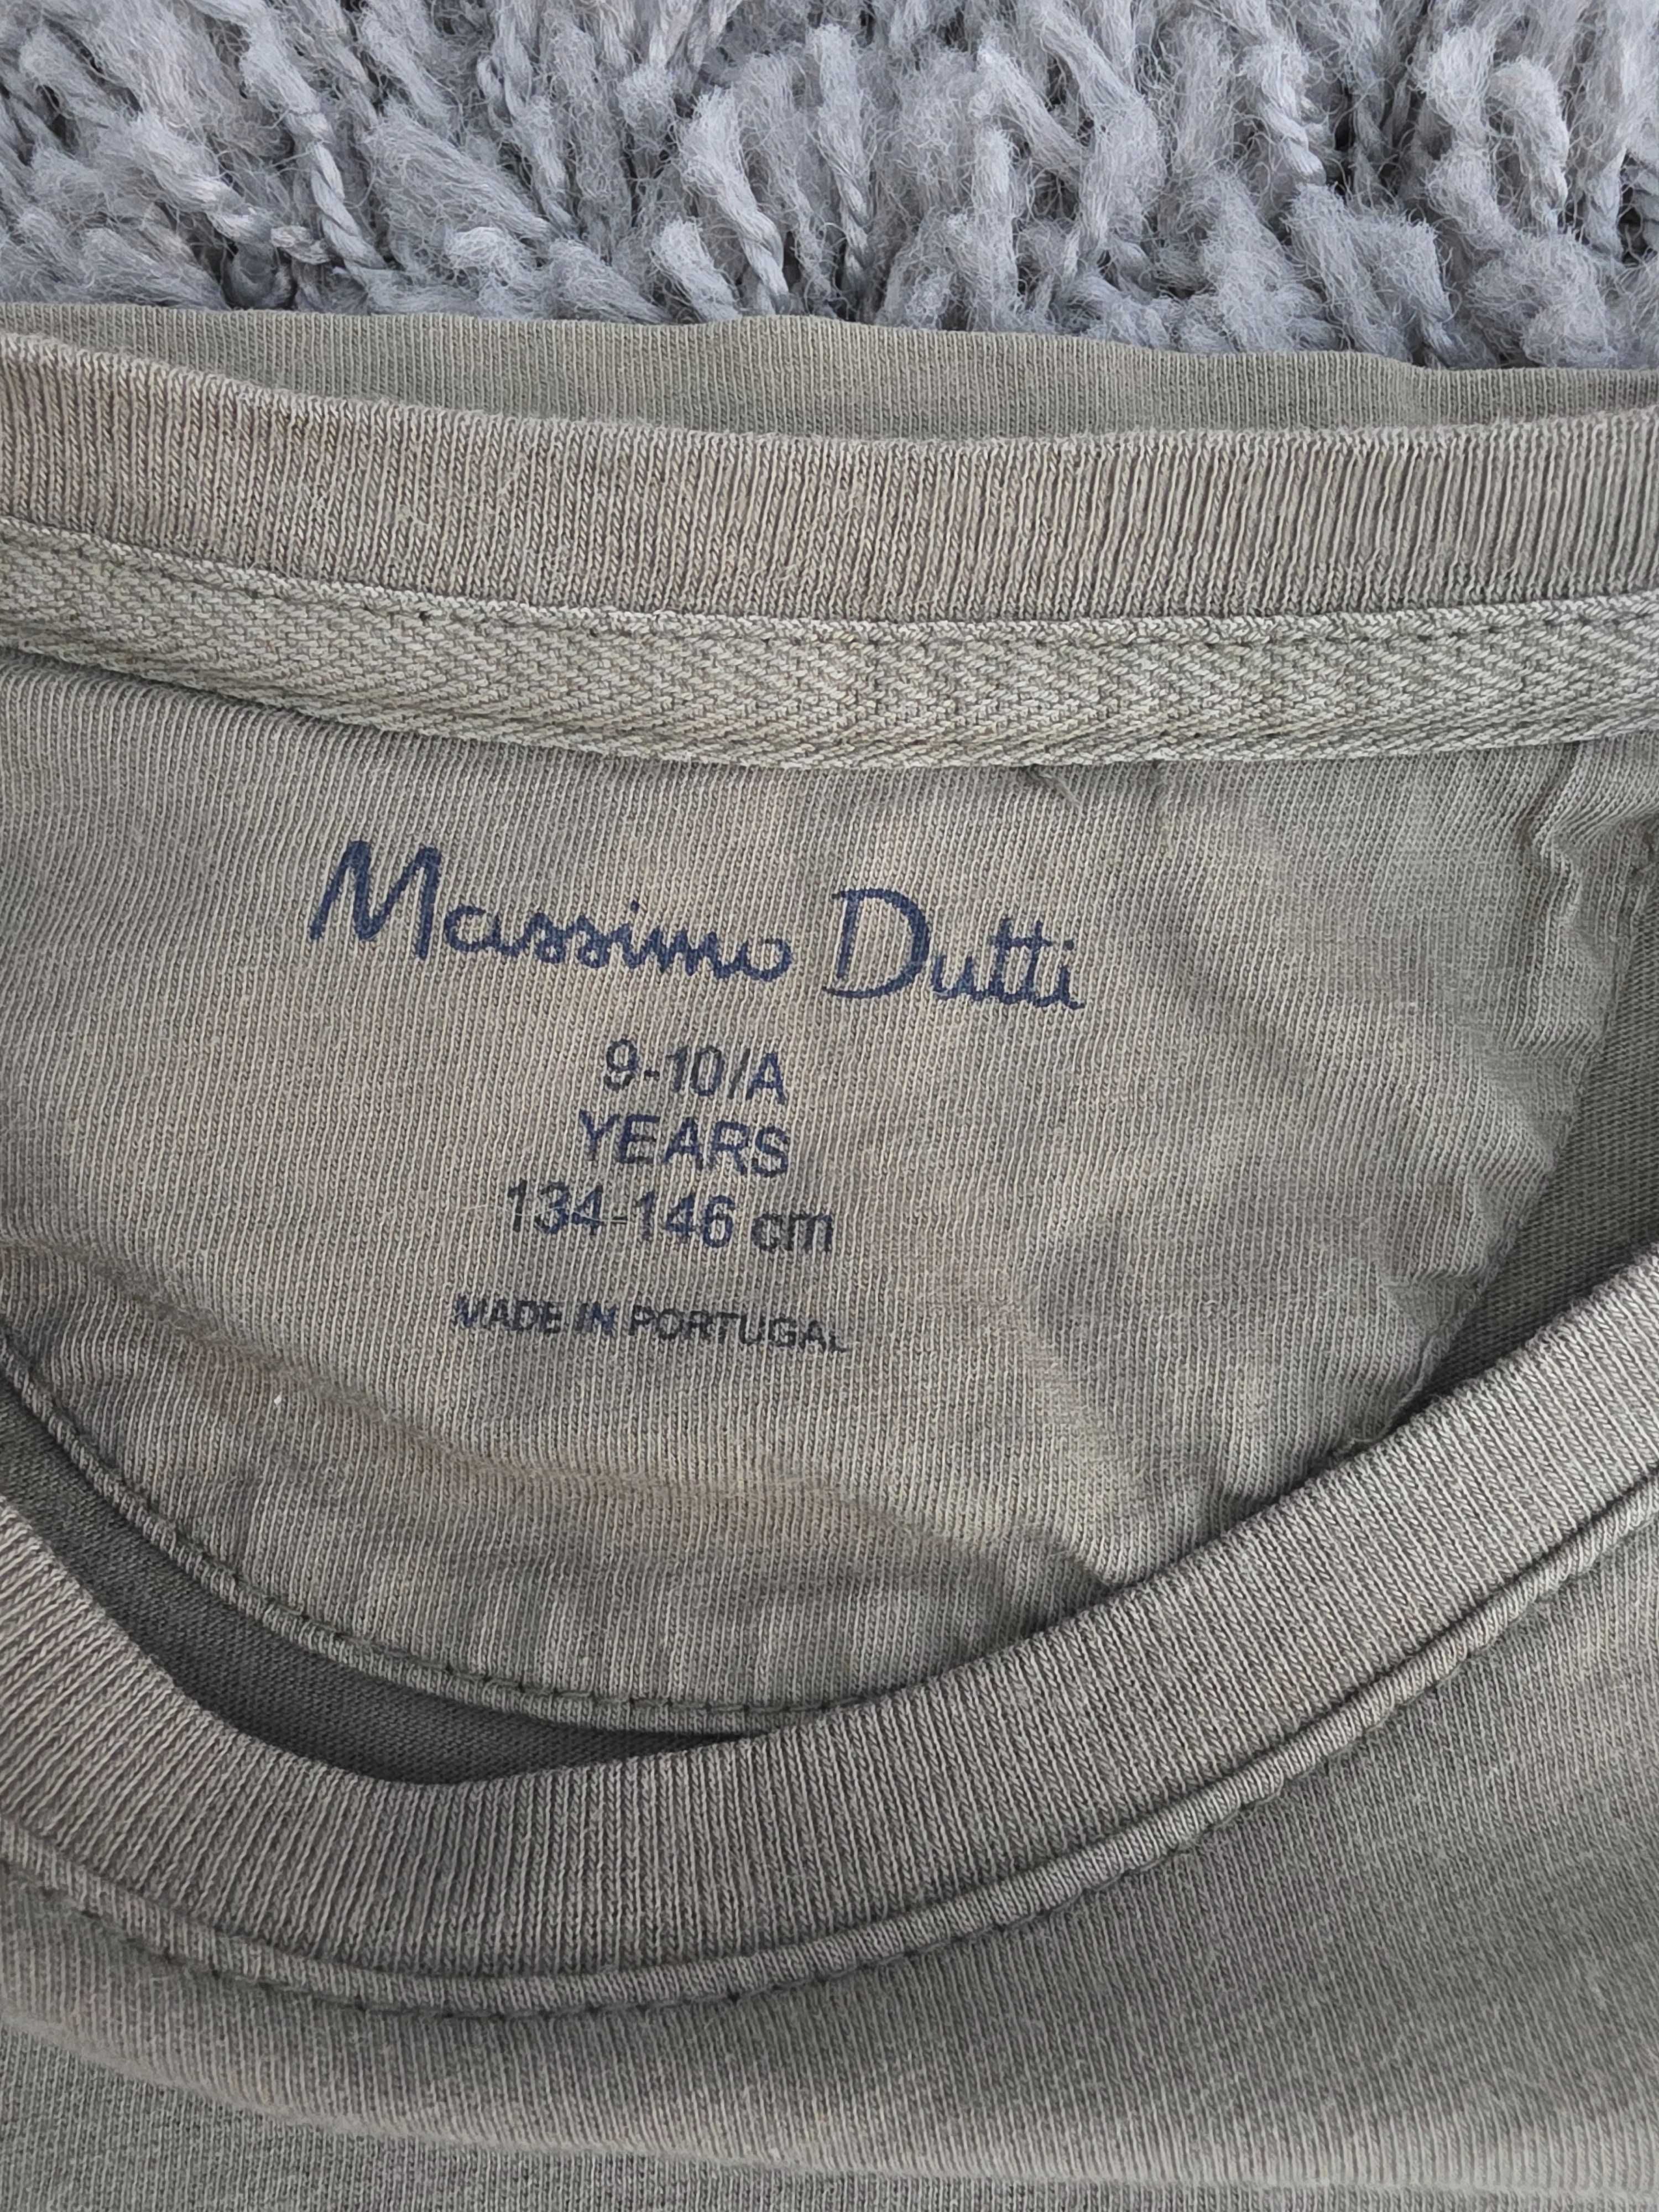 Massimo Dutti
9-10/A
YEARS
134-146 cm
MADE IN PORTUGAL